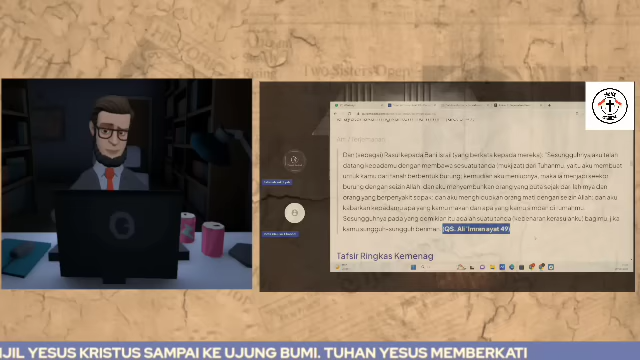 Two Sisters Open
Dan (sebagai) Rasul kepada Bani Israil (yang berkata kepada mereka): "Sesungguhnya aku telah
datang kepadamu dengan membawa sesuatu tanda (mukjizat) dari Tuhanmu, yaitu aku membuat
untuk kamu dari tanah berbentuk burung; kemudian aku meniupnya, maka ia menjadi seekor
burung dengan seizin Allah; dan aku menyembuhkan orang yang buta sejak dari lahirnya dan
orang yang berpenyakit sopak; dan aku menghidupkan orang mati dengan seizin Allah; dan aku
kabarkan kepadamu apa yang kamu makan dan apa yang kamu simpan di rumahmu.
Sesungguhnya pada yang demikian itu adalah suatu tanda (kebenaran kerasulanku) bagimu, jika
kamu sungguh-sungguh beriman." (QS. Ali 'Imran ayat 49)
Tafsir Ringkas Kemenag
JIL YESUS KRISTUS SAMPAI KE UJUNG BUMI. TUHAN YESUS MEMBERKATI